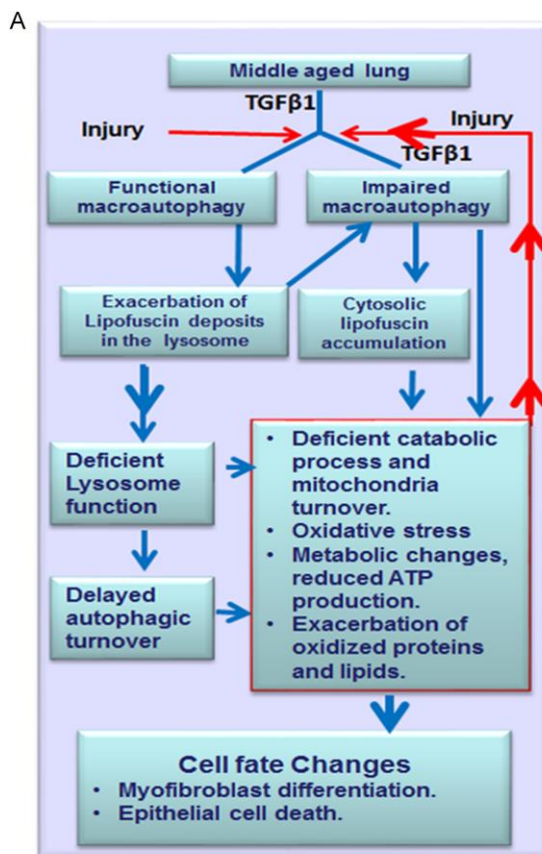 A
Middle aged lung
TGFβ1
Injury
Injury
TGFβ1
Functional
macroautophagy
Impaired
macroautophagy
Exacerbation of
Lipofuscin deposits
in the lysosome
Cytosolic
lipofuscin
accumulation
Deficient
Lysosome
function
• Deficient catabolic
process and
mitochondria
turnover.
• Oxidative stress
• Metabolic changes,
reduced ATP
production.
• Exacerbation of
oxidized proteins
and lipids.
Delayed
autophagic
turnover
Cell fate Changes
• Myofibroblast differentiation.
• Epithelial cell death.